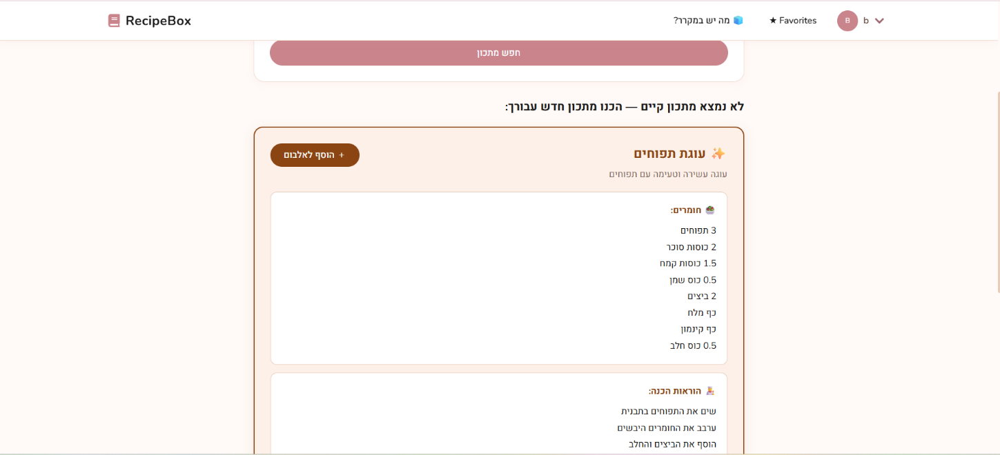 RecipeBox
מה יש במקרר?
★ Favorites
B
b
חפש מתכון
לא נמצא מתכון קיים — הכנו מתכון חדש עבורך:
עוגת תפוחים
+ הוסף לאלבום
עוגה עשירה וטעימה עם תפוחים
חומרים:
3 תפוחים
2 כוסות סוכר
1.5 כוסות קמח
0.5 כוס שמן
2 ביצים
כף מלח
כף קינמון
0.5 כוס חלב
הוראות הכנה:
שים את התפוחים בתבנית
ערבב את החומרים היבשים
הוסף את הביצים והחלב